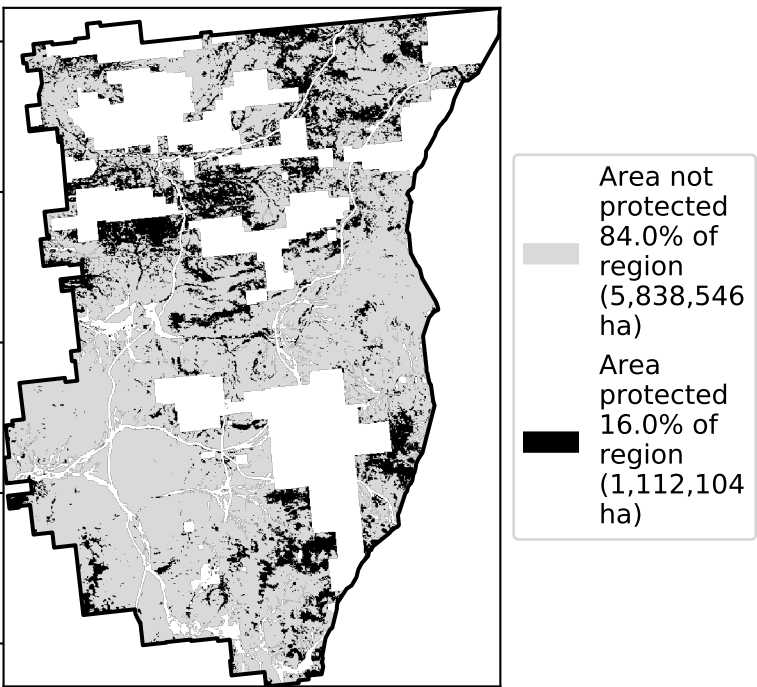 Area not
protected
84.0% of
region
(5,838,546
ha)
Area
protected
16.0% of
region
(1,112,104
ha)